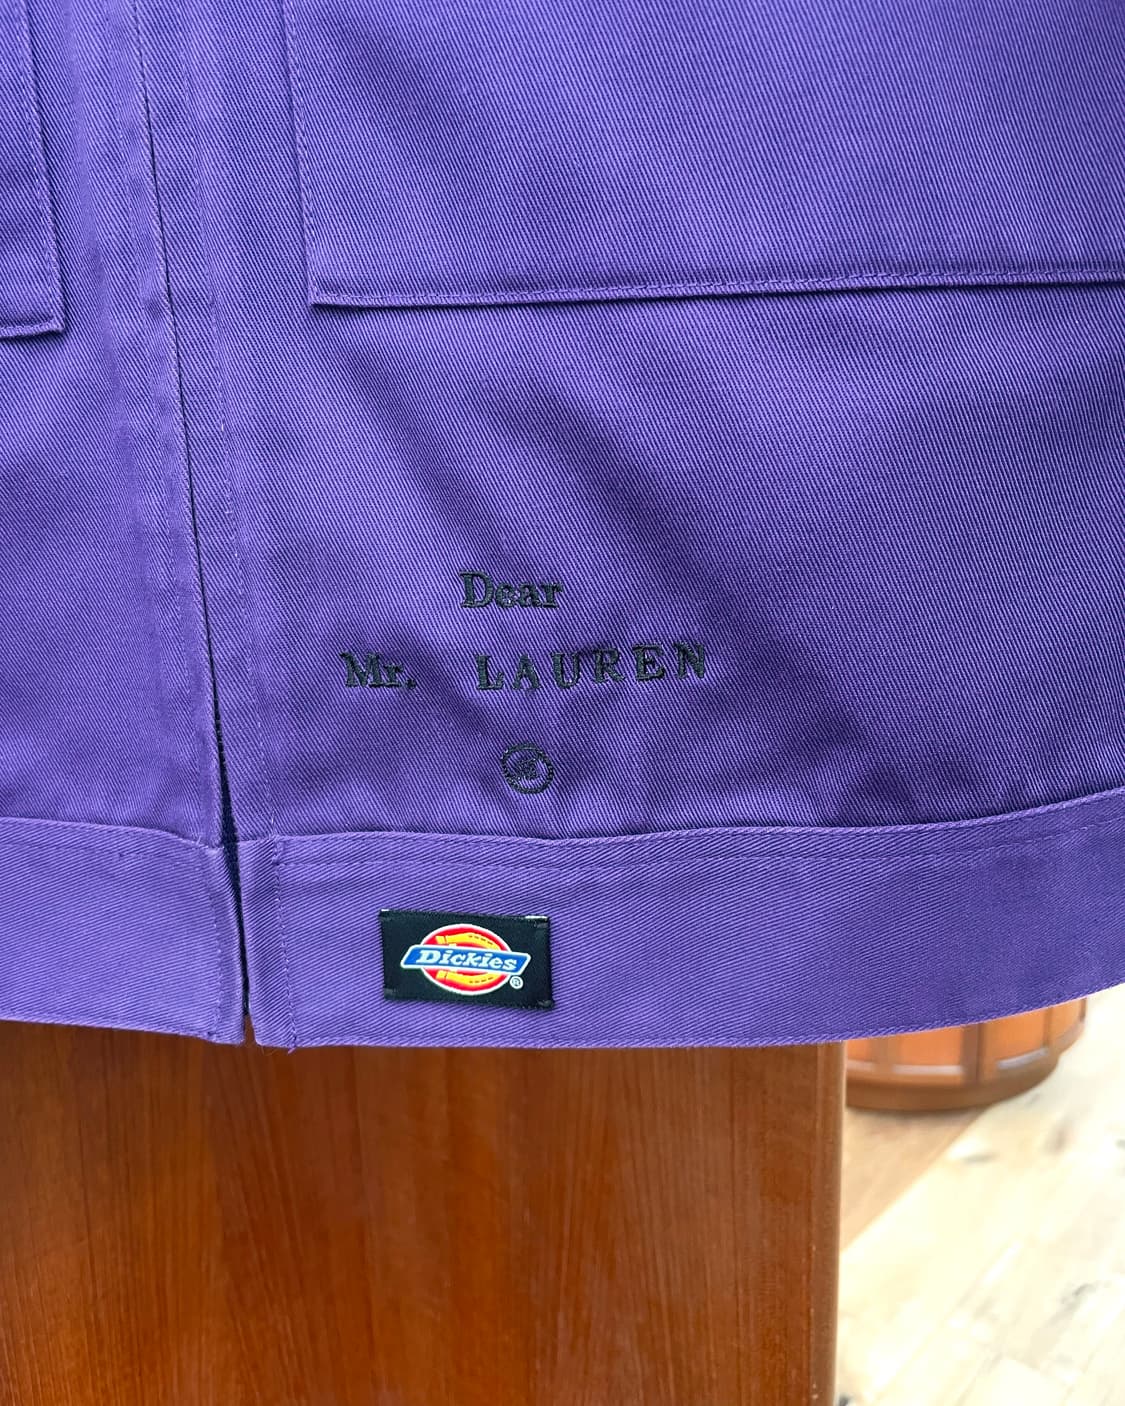 Dear
Mr. LAUREN
Dickies
®